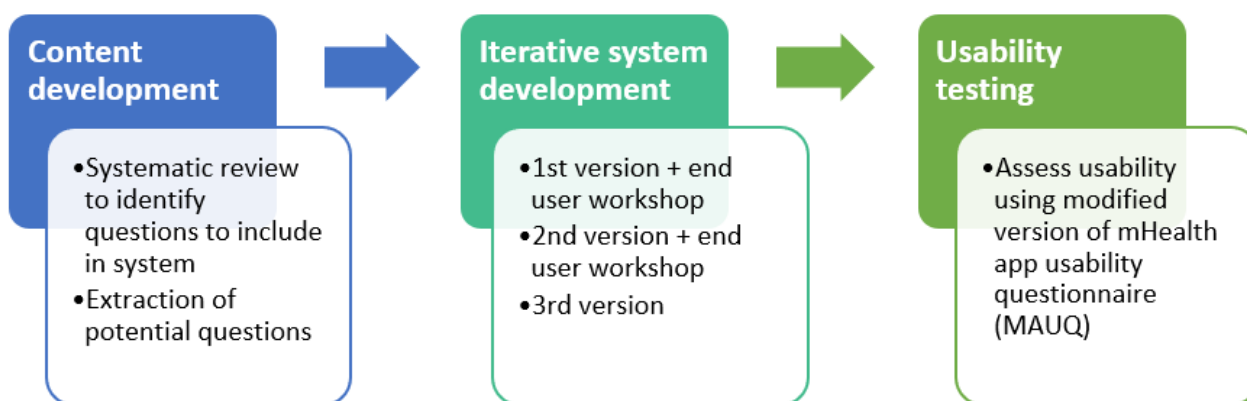 Content
development
•Systematic review
to identify
questions to include
in system
•Extraction of
potential questions
Iterative system
development
•1st version + end
user workshop
•2nd version + end
user workshop
•3rd version
Usability
testing
•Assess usability
using modified
version of mHealth
app usability
questionnaire
(MAUQ)